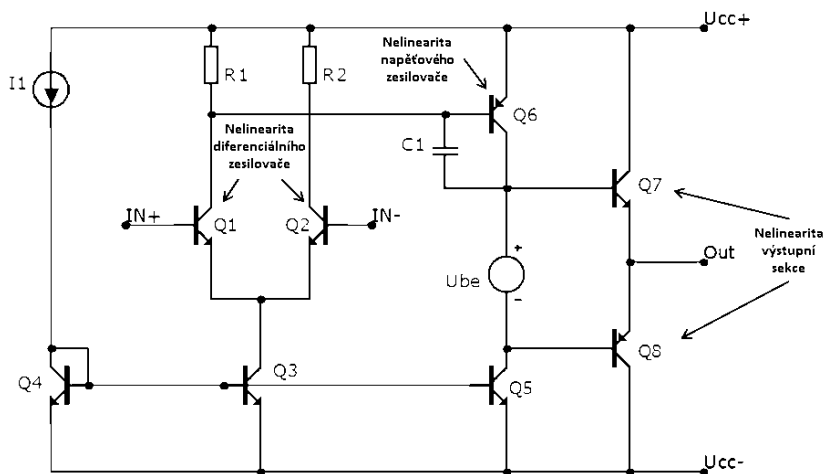 Ucc+
Nelinearita
napěťového
zesilovače
I1
R1
R2
Q6
C1
Nelinearita
diferenciálního
zesilovače
Q7
IN+
Q1
Q2
IN-
Nelinearita
výstupní
sekce
Out
+
Ube
-
Q8
Q4
Q3
Q5
Ucc-